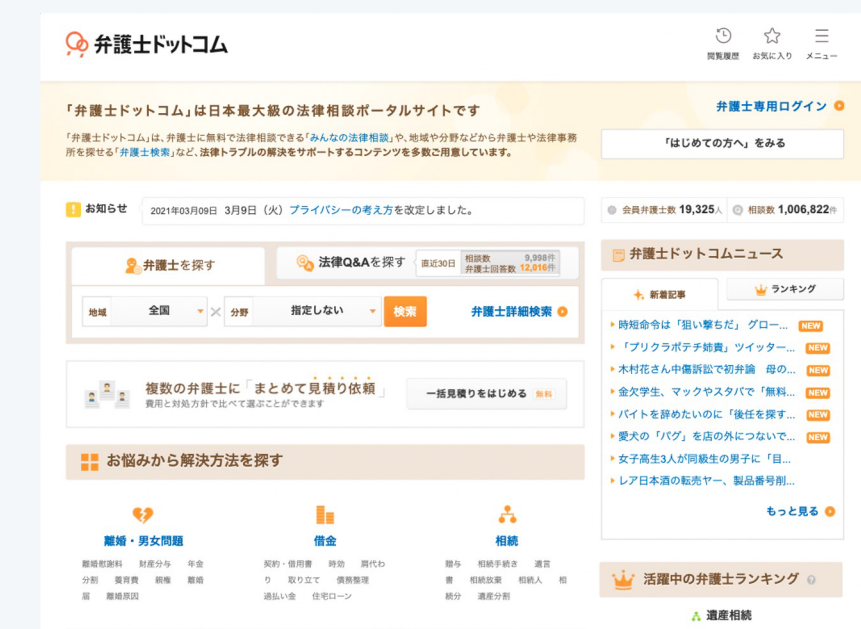 弁護士ドットコム
閲覧履歴 お気に入り メニュー
「弁護士ドットコム」は日本最大級の法律相談ポータルサイトです
「弁護士ドットコム」は、弁護士に無料で法律相談できる「みんなの法律相談」や、地域や分野などから弁護士や法律事務
所を探せる「弁護士検索」など、法律トラブルの解決をサポートするコンテンツを多数ご用意しています。
弁護士専用ログイン
「はじめての方へ」をみる
お知らせ
2021年03月09日 3月9日（火）プライバシーの考え方を改定しました。
会員弁護士数 19,325人 相談数 1,006,822件
弁護士を探す
法律Q&Aを探す
直近30日
相談数 9,998件
弁護士回答数 12,016件
地域 全国 × 分野 指定しない 検索 弁護士詳細検索
複数の弁護士に「まとめて見積り依頼」
費用と対処方針で比べて選ぶことができます
一括見積りをはじめる 無料
お悩みから解決方法を探す
離婚・男女問題
離婚慰謝料 財産分与 年金
分割 養育費 親権 離婚
届 離婚原因
借金
契約・借用書 時効 肩代わ
り 取り立て 債務整理
過払い金 住宅ローン
相続
贈与 相続手続き 遺言
書 相続放棄 相続人 相
続分 遺産分割
弁護士ドットコムニュース
新着記事 ランキング
時短命令は「狙い撃ちだ」 グロー... NEW
「プリクラポテチ姉貴」ツイッター... NEW
木村花さん中傷訴訟で初弁論 母の... NEW
金欠学生、マックやスタバで「無料... NEW
バイトを辞めたいのに「後任を探す... NEW
愛犬の「パグ」を店の外につないで... NEW
女子高生3人が同級生の男子に「目...
レア日本酒の転売ヤー、製品番号削...
もっと見る
活躍中の弁護士ランキング
遺産相続